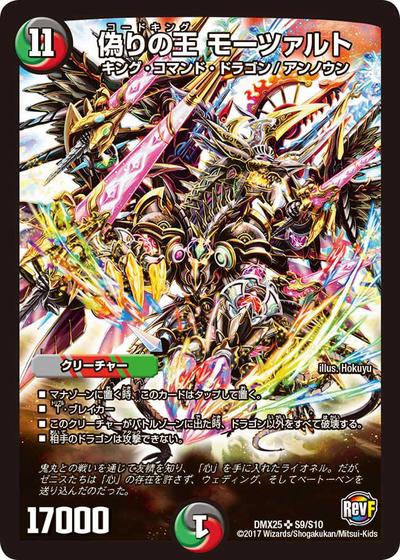 11
コードキング
偽りの王 モーツァルト
キング・コマンド・ドラゴン/アンノウン
illus. Hokuyu
クリーチャー
■ マナゾーンに置く時、このカードはタップして置く。
■ T・ブレイカー
■ このクリーチャーがバトルゾーンに出た時、ドラゴン以外をすべて破壊する。
■ 相手のドラゴンは攻撃できない。
鬼丸との戦いを通じて友情を知り、「心」を手に入れたライオネル。だが、
ゼニスたちは「心」の存在を許さず、ウェディング、そしてベートーベンを
送り込んだのだった。
RevF
17000
1
DMX25 S9/S10
©2017 Wizards/Shogakukan/Mitsui-Kids